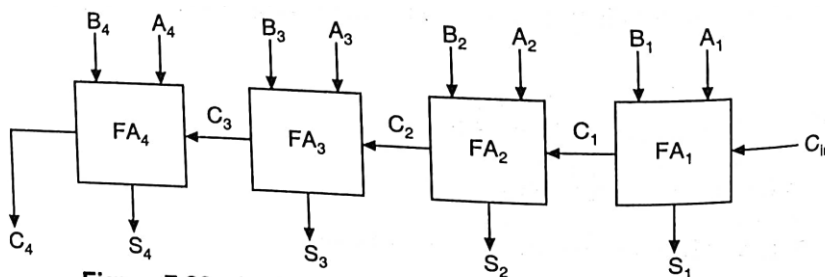 B4 A4 B3 A3 B2 A2 B1 A1
FA4 C3 FA3 C2 FA2 C1 FA1
C4 S4 S3 S2 S1